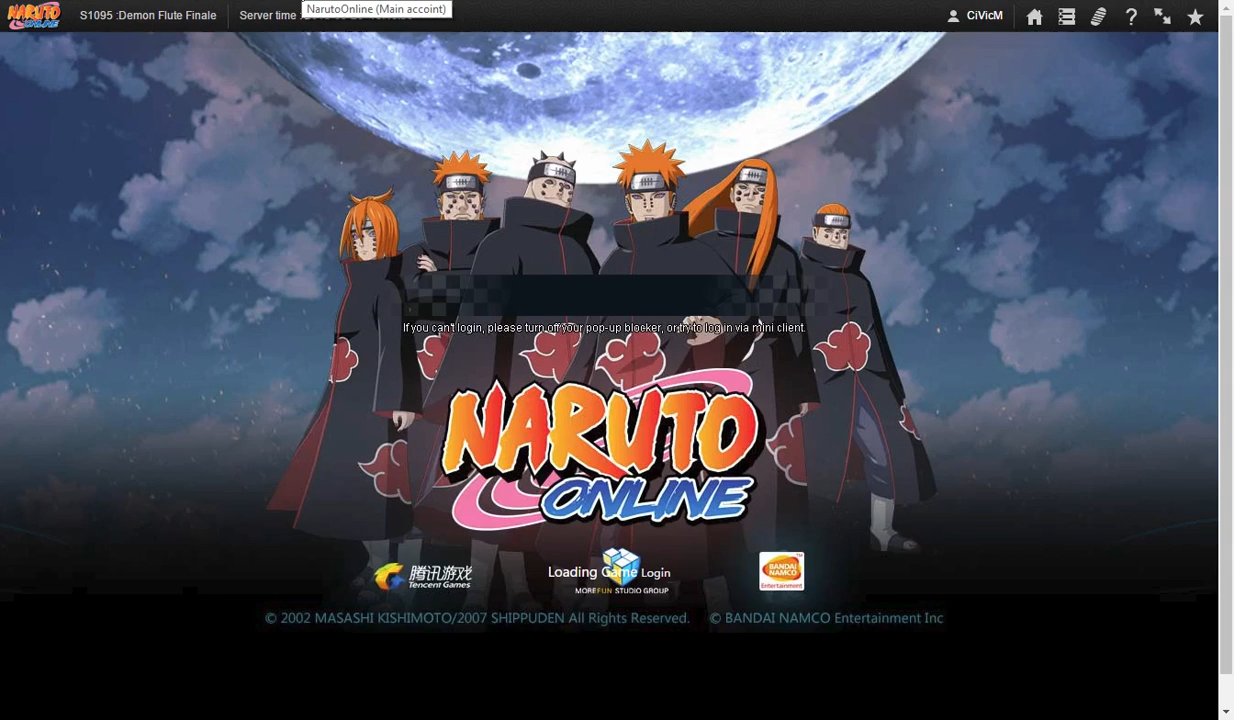 NARUTO
ONLINE
S1095 :Demon Flute Finale
Server time
NarutoOnline (Main accoint)
CiVicM
If you can't login, please turn off your pop-up blocker, or try to log in via mini client.
NARUTO
ONLINE
腾讯游戏
Tencent Games
Loading Game Login
MOREFUN STUDIO GROUP
BANDAI
NAMCO
Entertainment
© 2002 MASASHI KISHIMOTO/2007 SHIPPUDEN All Rights Reserved. © BANDAI NAMCO Entertainment Inc